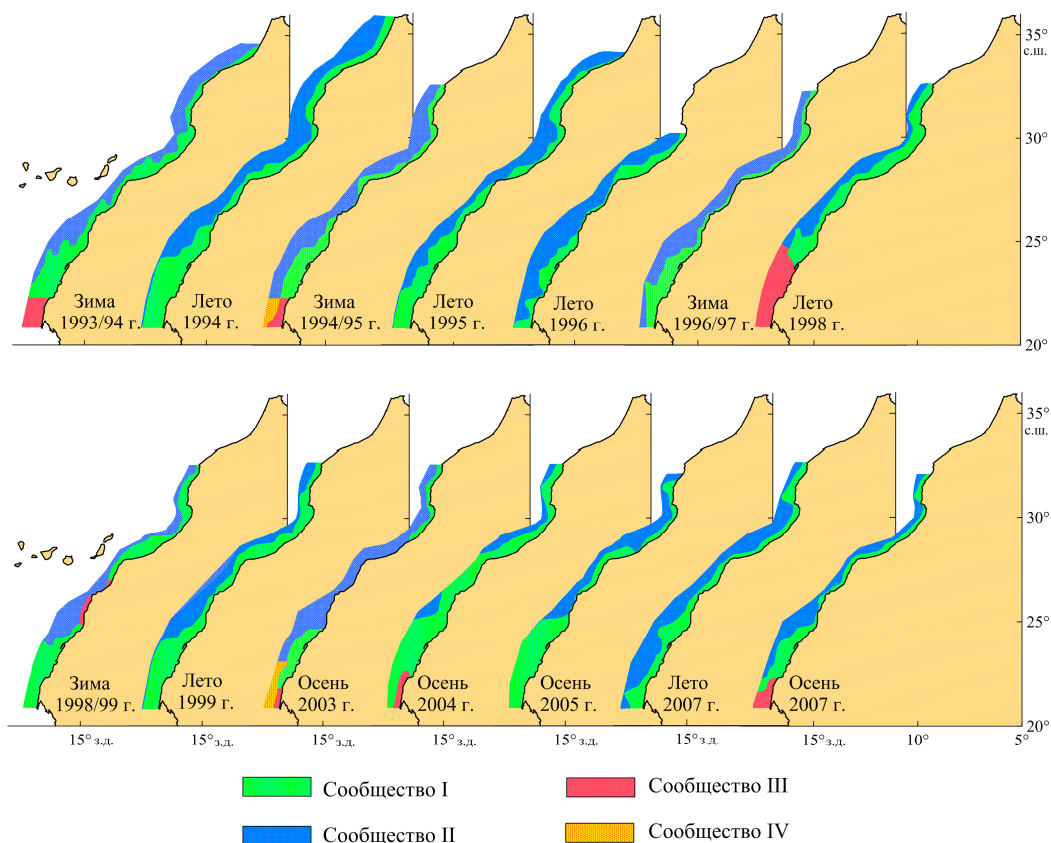 35°
с.ш.
30°
25°
20°
Зима
1993/94 г.
Лето
1994 г.
Зима
1994/95 г.
Лето
1995 г.
Лето
1996 г.
Зима
1996/97 г.
Лето
1998 г.
35°
с.ш.
30°
25°
20°
Зима
1998/99 г.
Лето
1999 г.
Осень
2003 г.
Осень
2004 г.
Осень
2005 г.
Лето
2007 г.
Осень
2007 г.
15° з.д. 15° з.д. 15° з.д. 15° з.д. 15° з.д. 15° з.д. 15° з.д. 10° 5°
Сообщество I
Сообщество II
Сообщество III
Сообщество IV